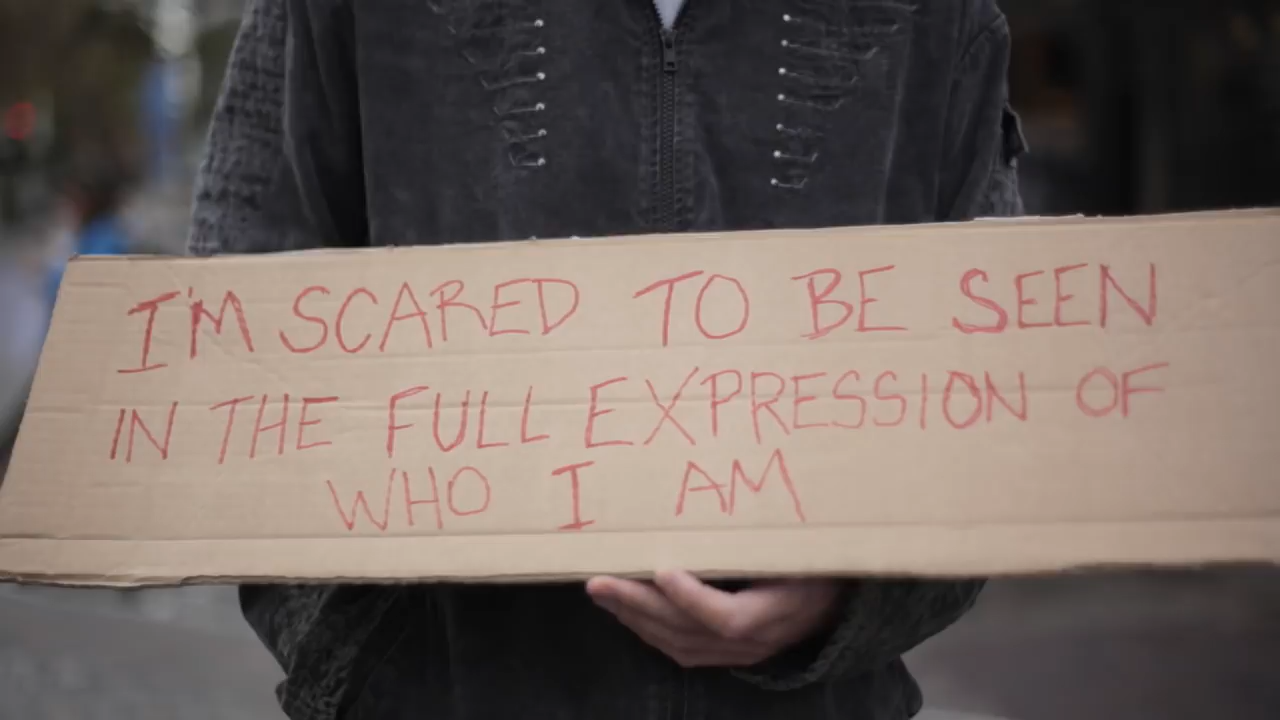 I'M SCARED TO BE SEEN
IN THE FULL EXPRESSION OF
WHO I AM